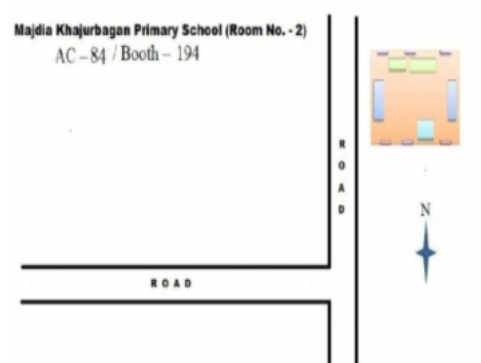 Majdia Khajurbagan Primary School (Room No. - 2)
AC – 84 / Booth – 194
ROAD
N
ROAD